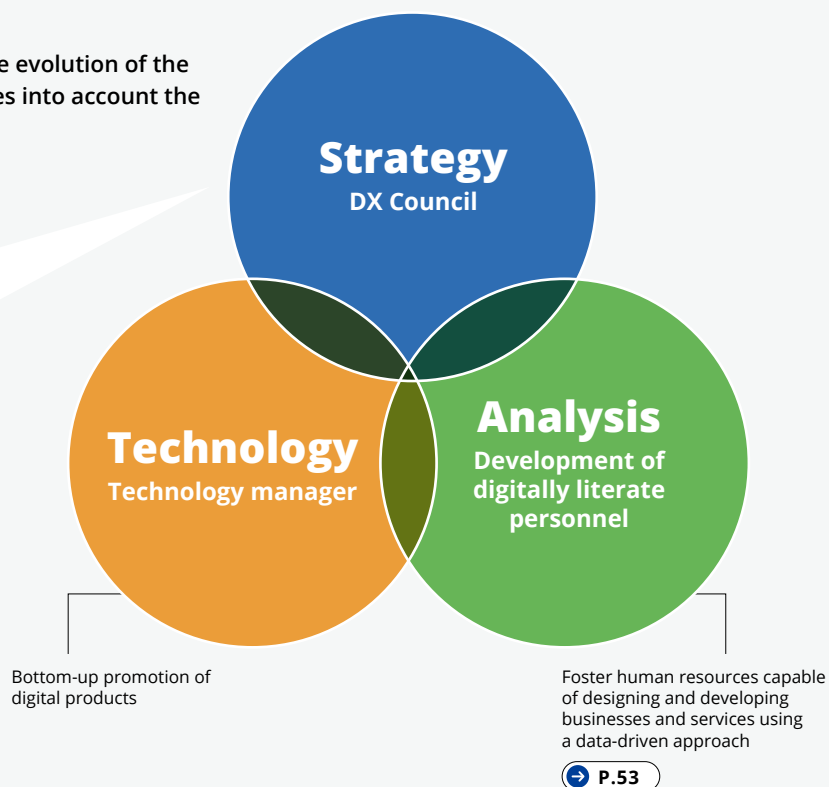 e evolution of the
es into account the
Strategy
DX Council
Technology
Technology manager
Analysis
Development of
digitally literate
personnel
Bottom-up promotion of
digital products
Foster human resources capable
of designing and developing
businesses and services using
a data-driven approach
P.53